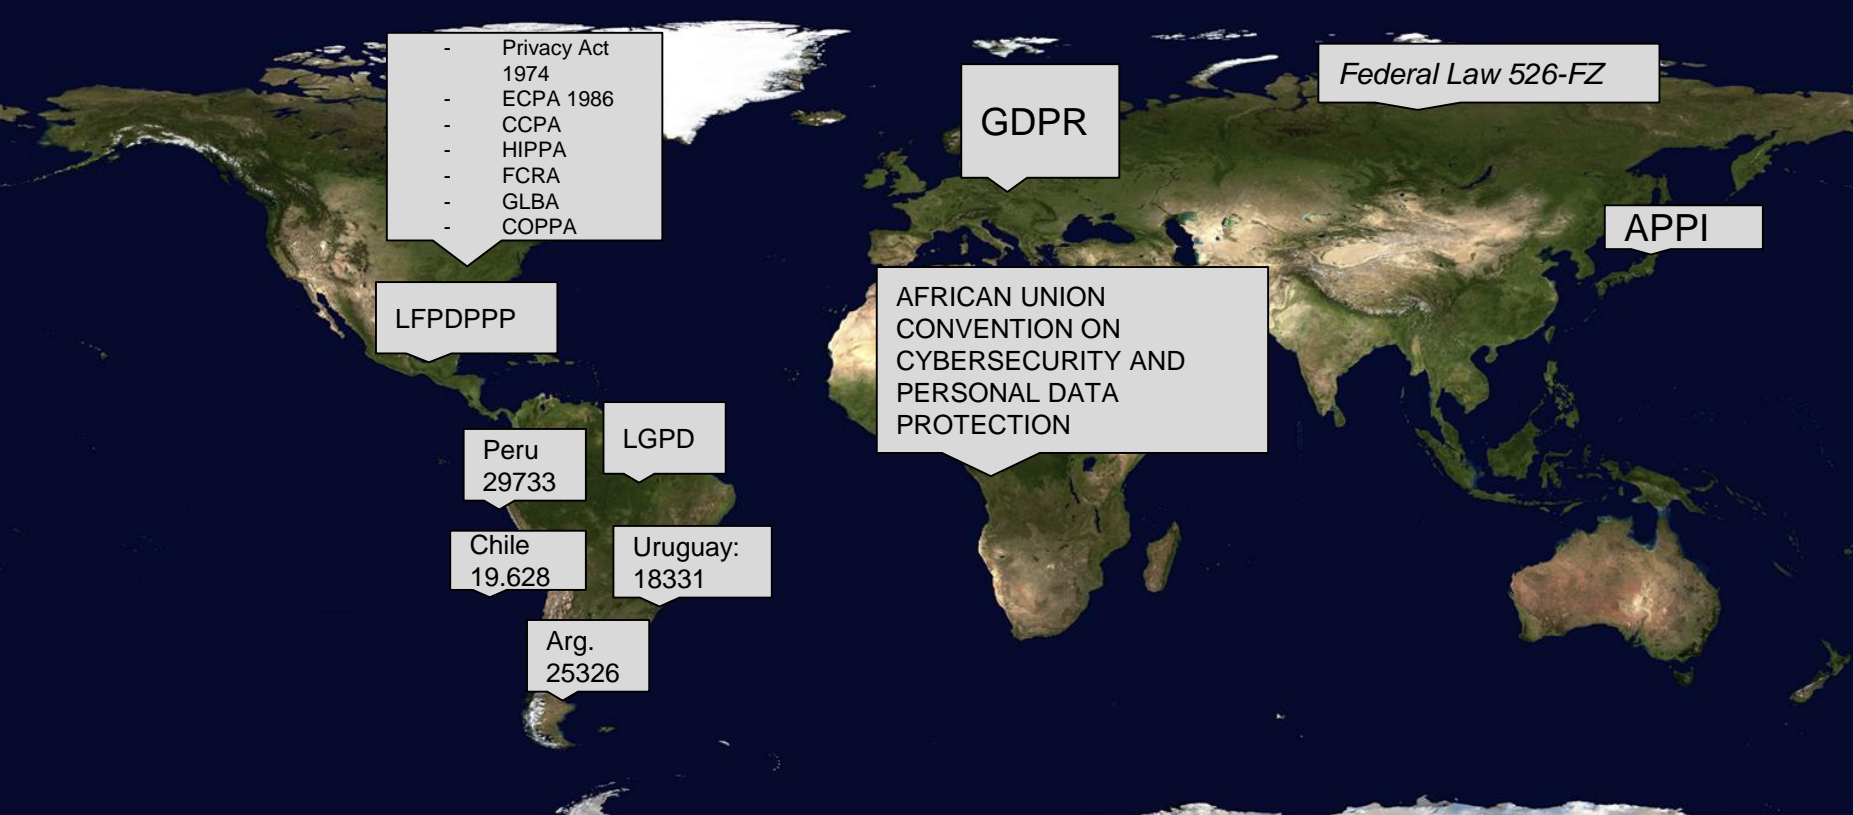 - Privacy Act
1974
- ECPA 1986
- CCPA
- HIPPA
- FCRA
- GLBA
- COPPA
GDPR
Federal Law 526-FZ
APPI
LFPDPPP
AFRICAN UNION
CONVENTION ON
CYBERSECURITY AND
PERSONAL DATA
PROTECTION
LGPD
Peru
29733
Chile
19.628
Uruguay:
18331
Arg.
25326